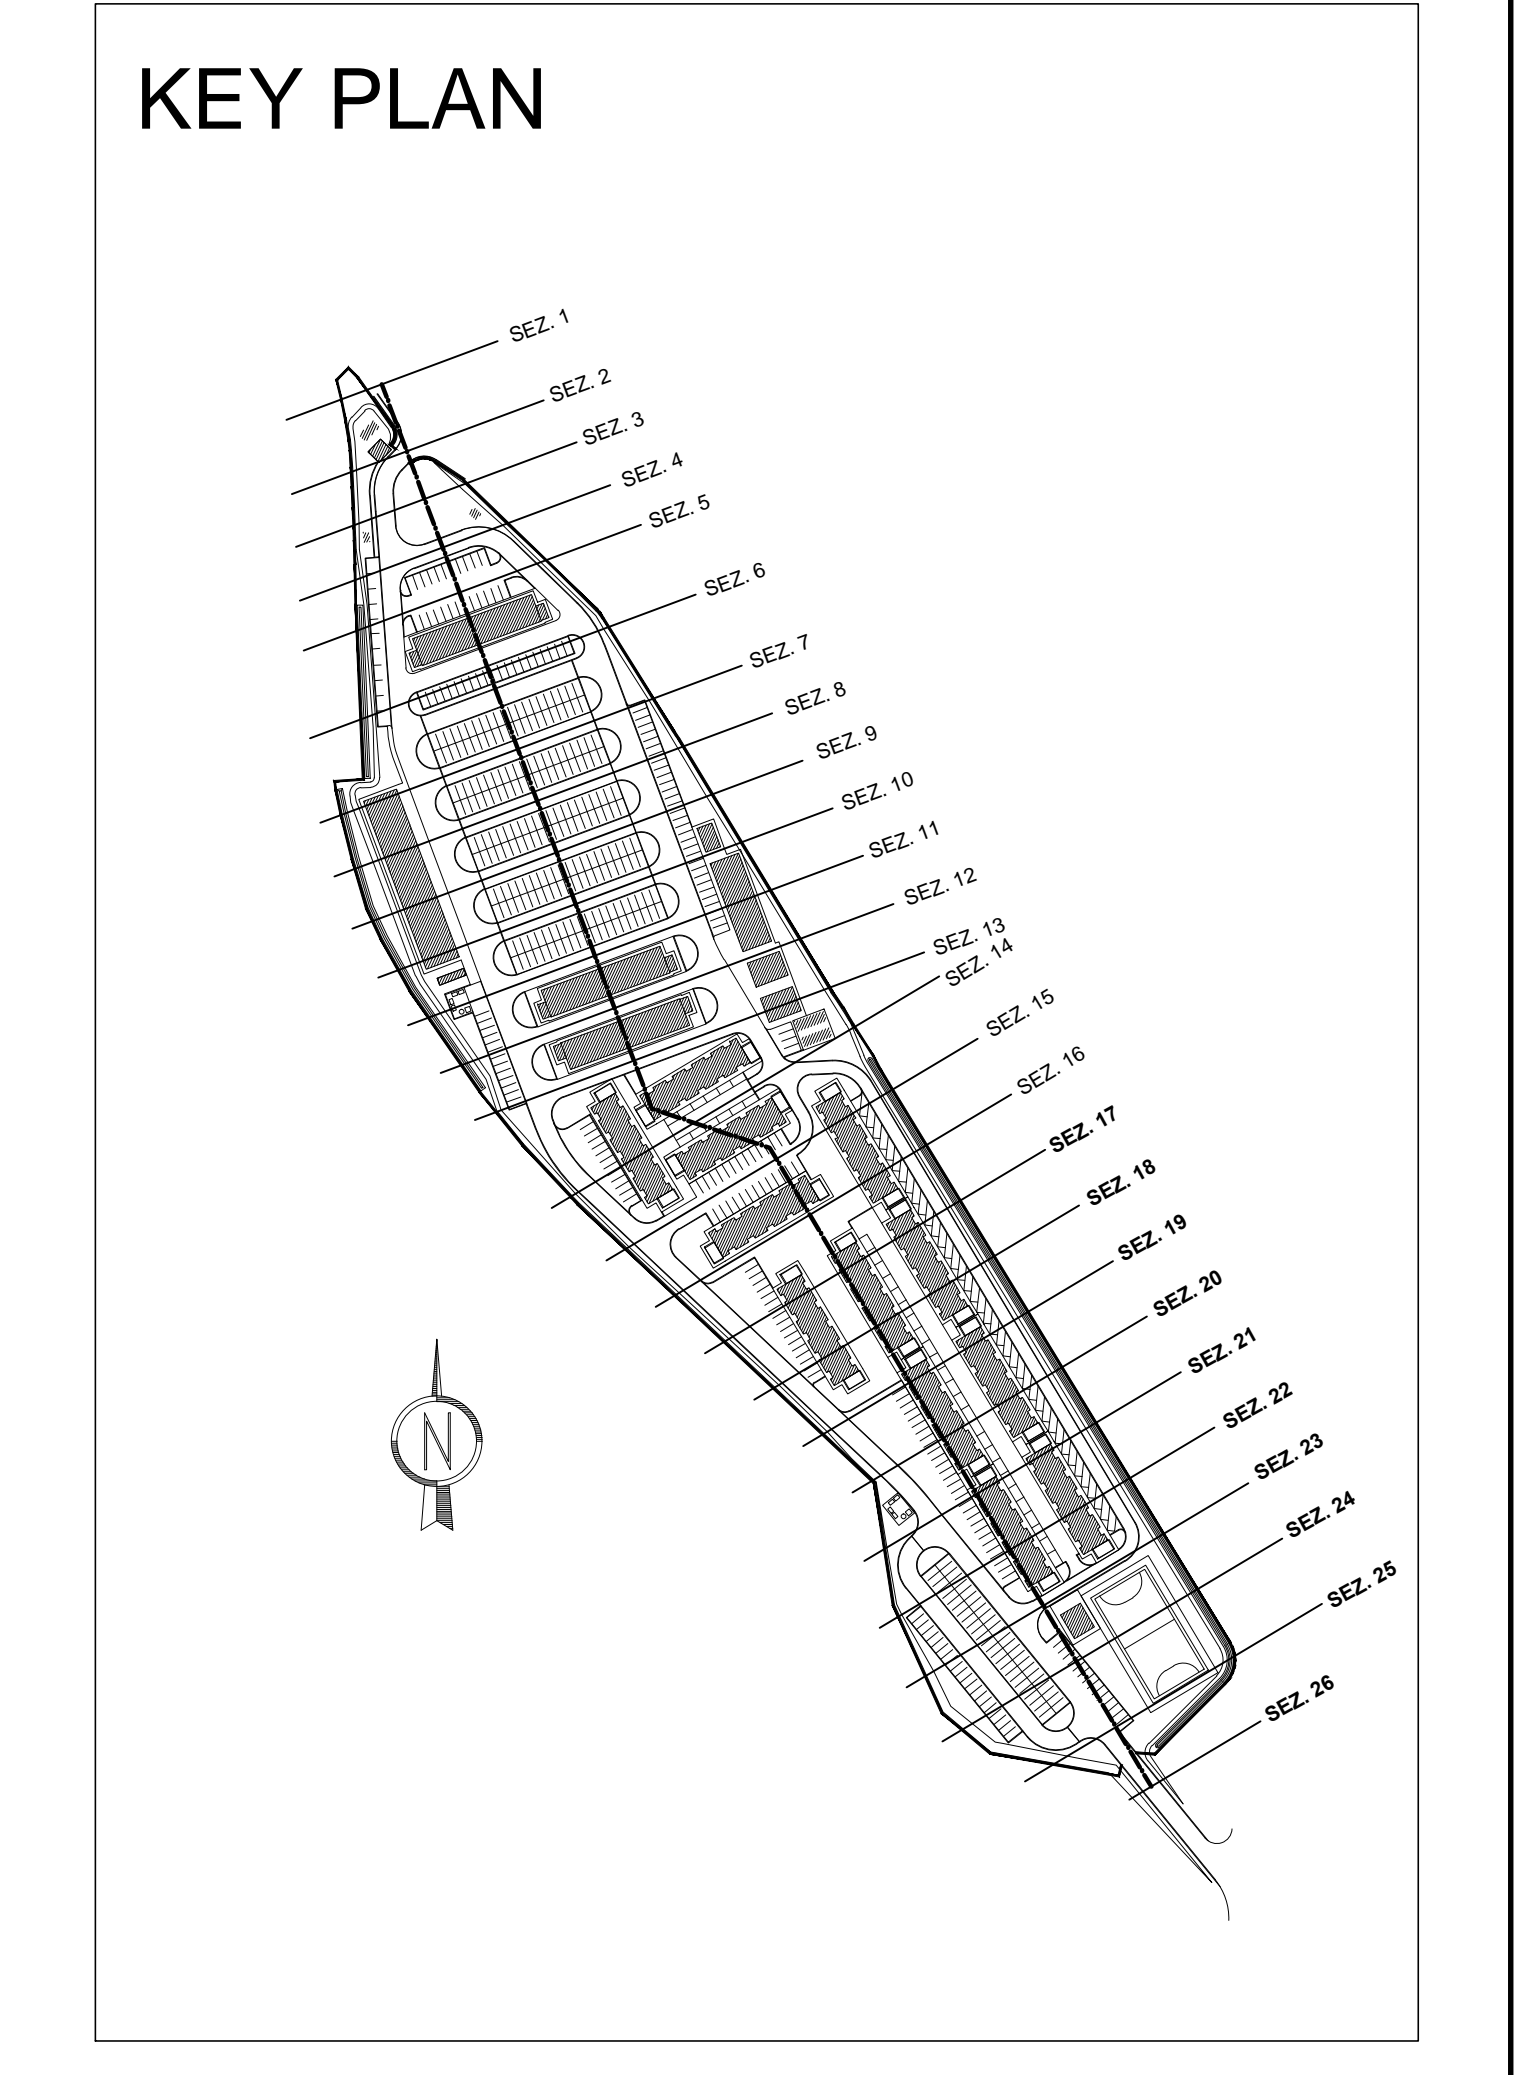 KEY PLAN
SEZ. 1
SEZ. 2
SEZ. 3
SEZ. 4
SEZ. 5
SEZ. 6
SEZ. 7
SEZ. 8
SEZ. 9
SEZ. 10
SEZ. 11
SEZ. 12
SEZ. 13
SEZ. 14
SEZ. 15
SEZ. 16
SEZ. 17
SEZ. 18
SEZ. 19
SEZ. 20
SEZ. 21
SEZ. 22
SEZ. 23
SEZ. 24
SEZ. 25
SEZ. 26
N